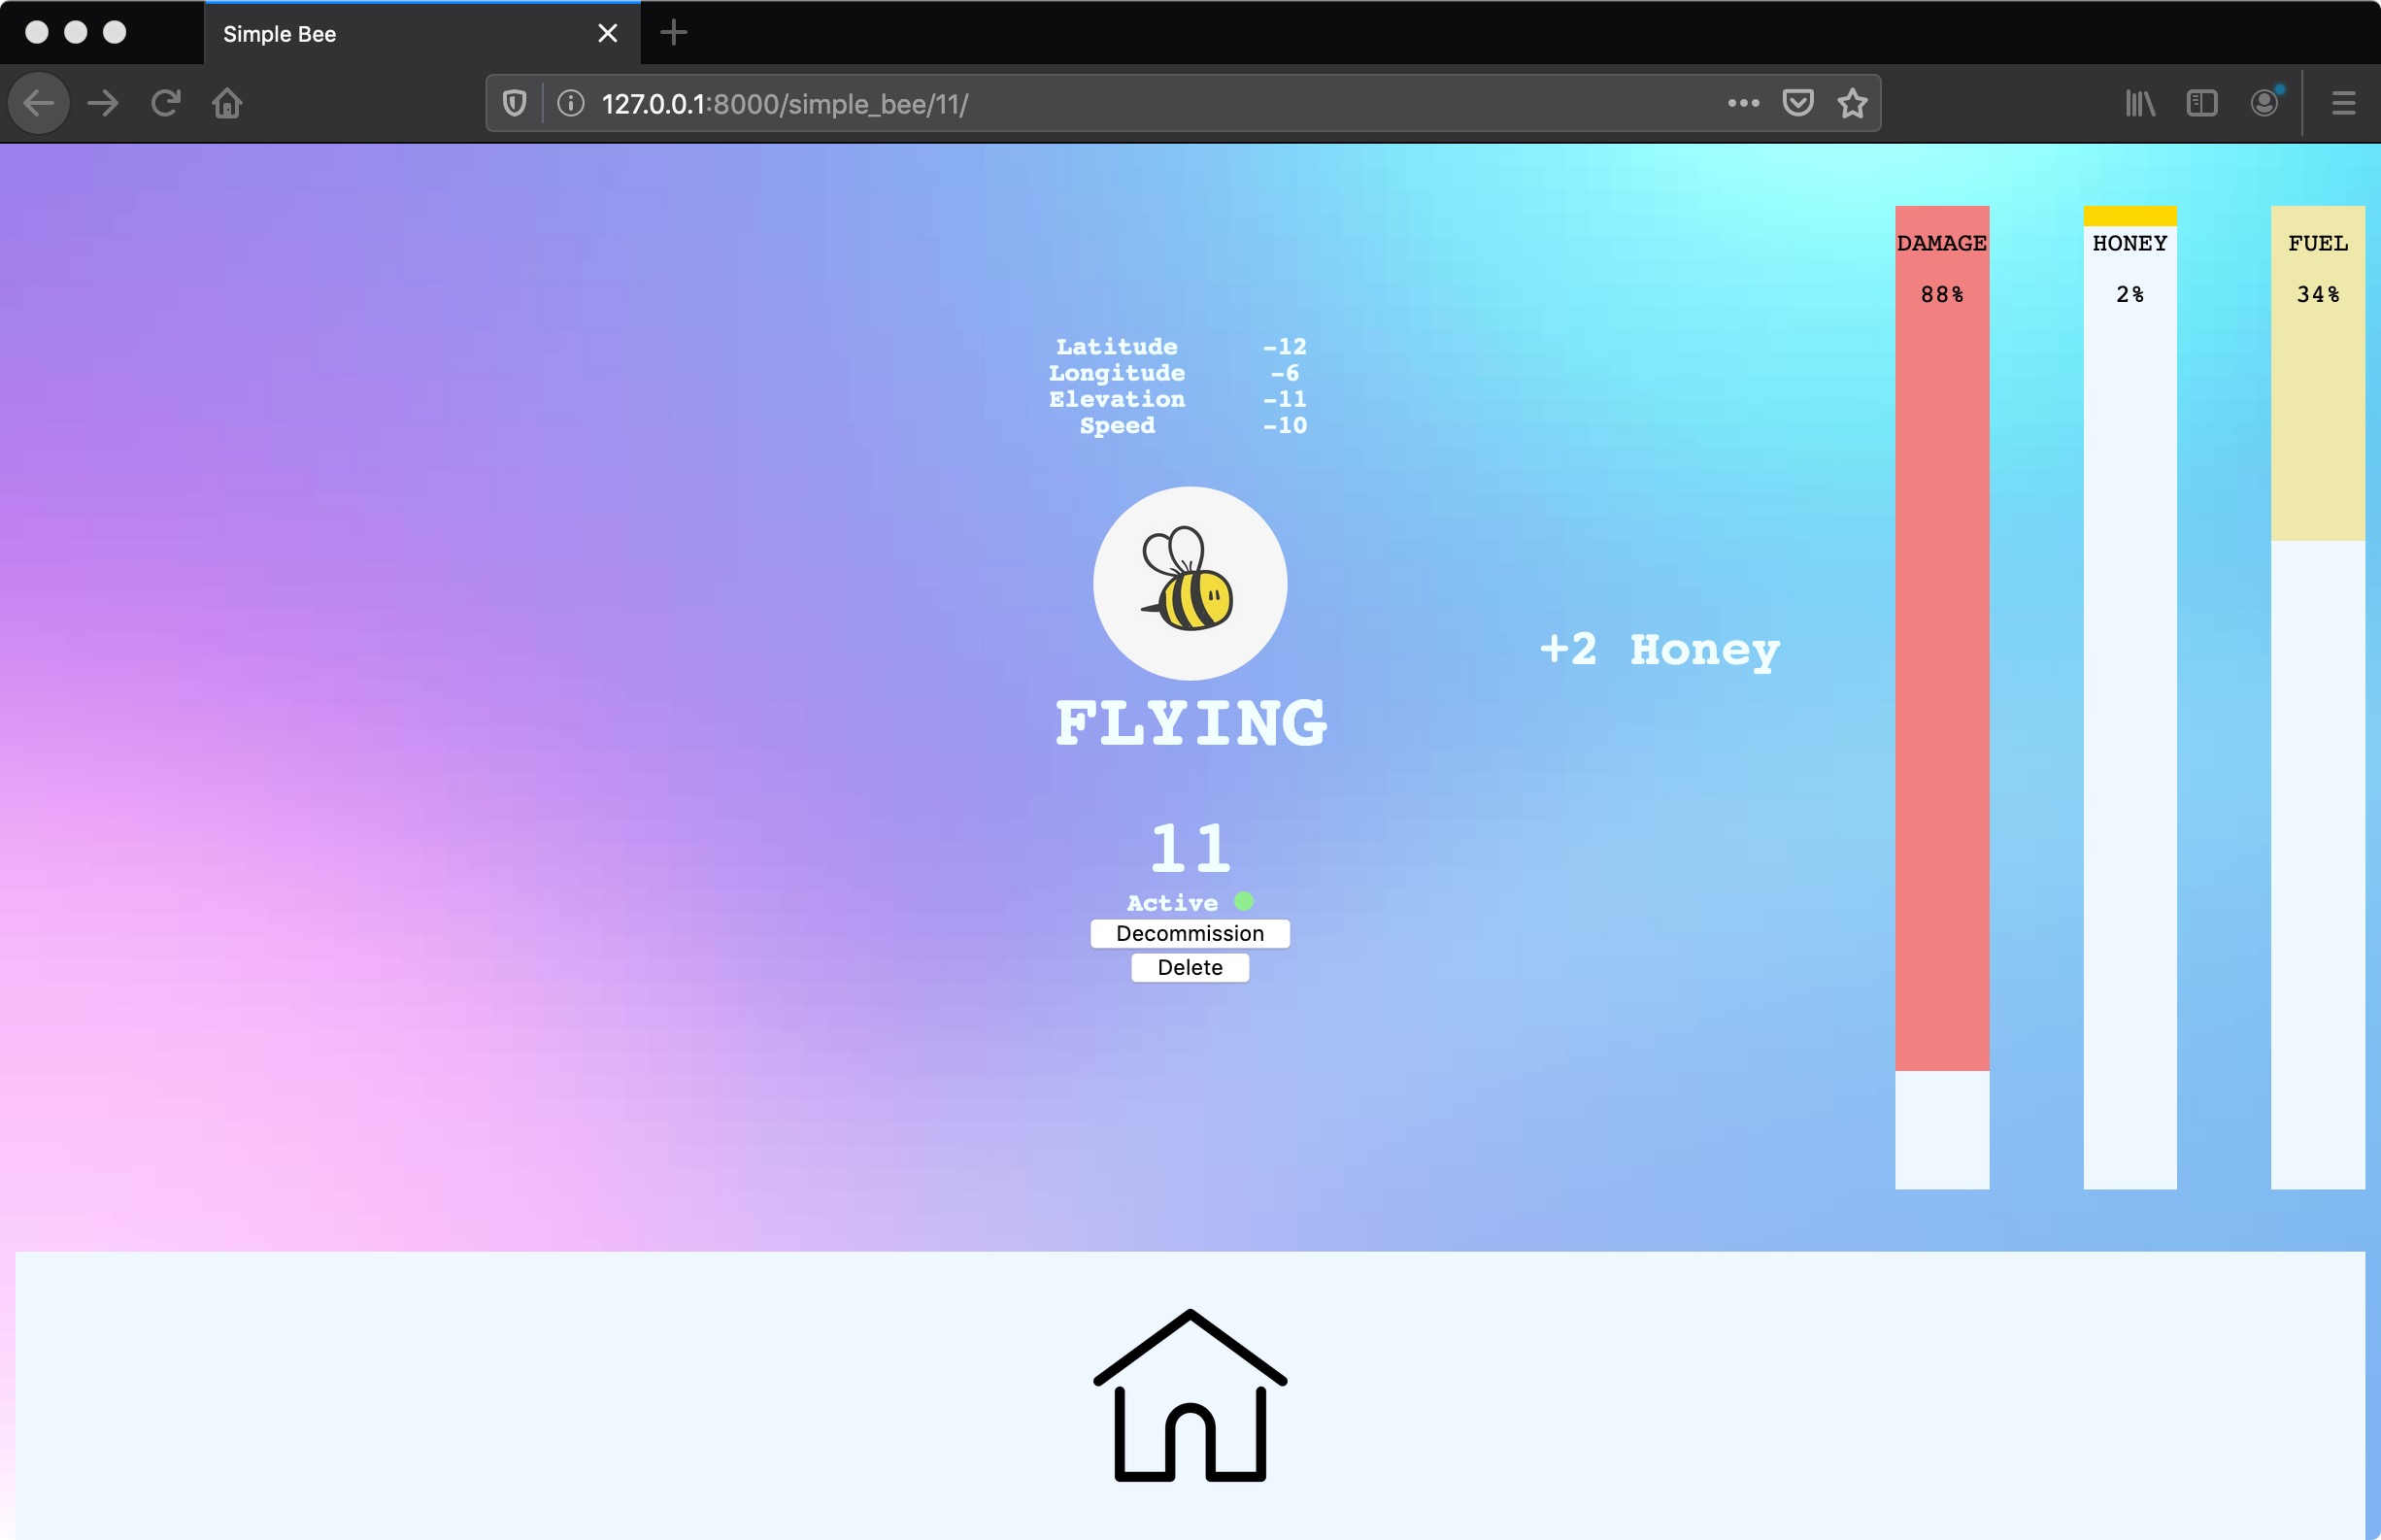 Simple Bee
127.0.0.1:8000/simple_bee/11/
DAMAGE
88%
HONEY
2%
FUEL
34%
Latitude -12
Longitude -6
Elevation -11
Speed -10
+2 Honey
FLYING
11
Active
Decommission
Delete